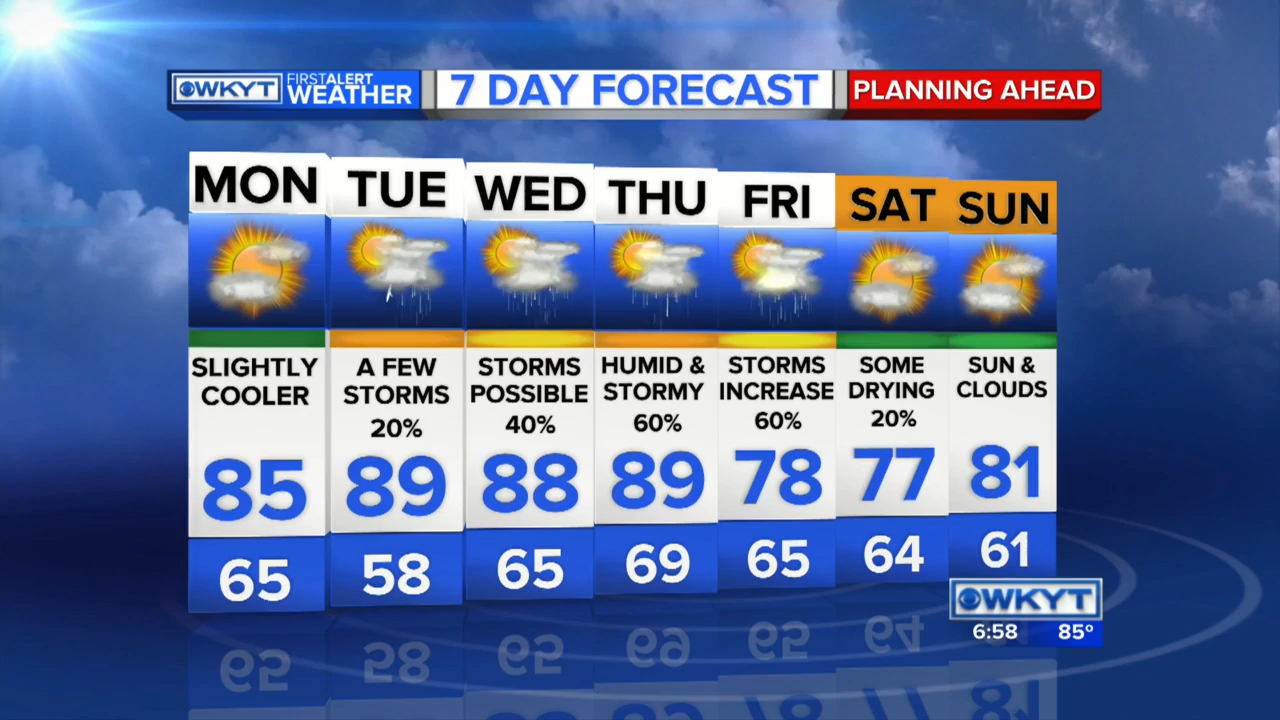 WKYT FIRST ALERT WEATHER 7 DAY FORECAST PLANNING AHEAD
MON TUE WED THU FRI SAT SUN
SLIGHTLY COOLER
A FEW STORMS 20%
STORMS POSSIBLE 40%
HUMID & STORMY 60%
STORMS INCREASE 60%
SOME DRYING 20%
SUN & CLOUDS
85 89 88 89 78 77 81
65 58 65 69 65 64 61
WKYT
6:58 85°